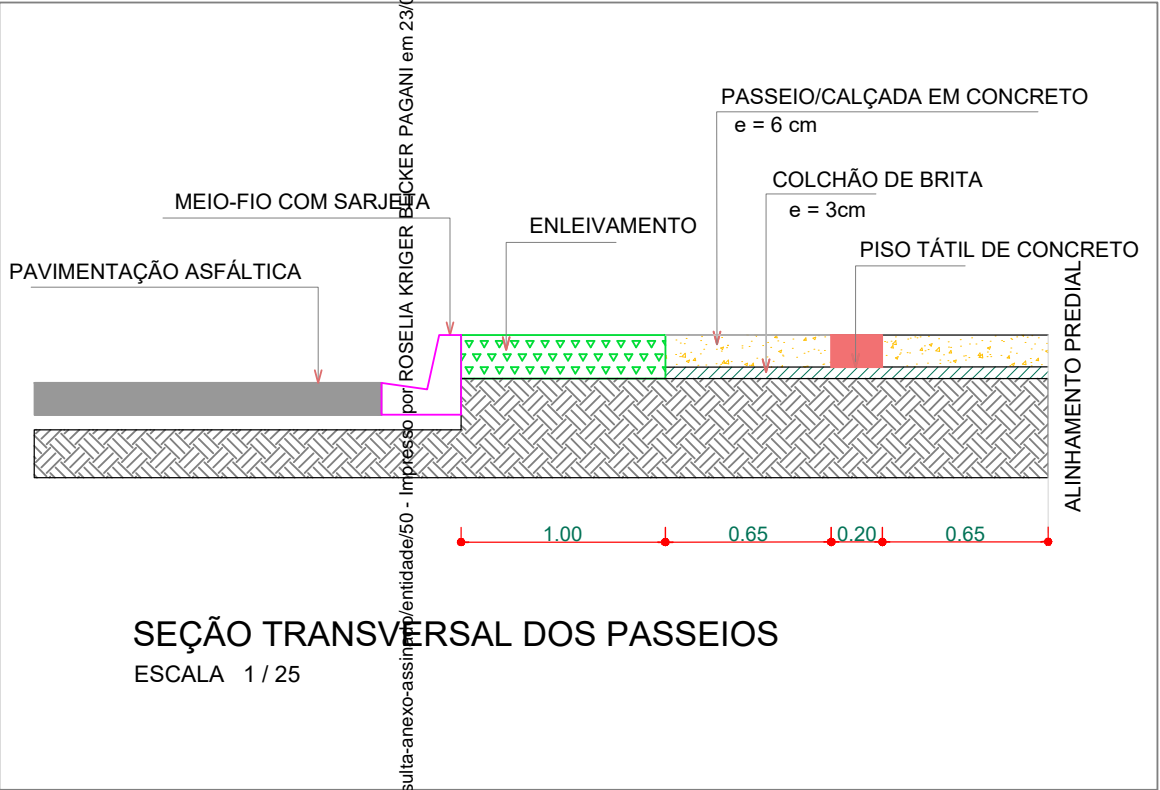 PASSEIO/CALÇADA EM CONCRETO
e = 6 cm
COLCHÃO DE BRITA
e = 3cm
MEIO-FIO COM SARJETA
ENLEIVAMENTO
PISO TÁTIL DE CONCRETO
PAVIMENTAÇÃO ASFÁLTICA
ALINHAMENTO PREDIAL
sulta-anexo-assinado/entidade/50 - Impresso por ROSELIA KRIGER BECKER PAGANI em 23/0
1.00 0.65 0.20 0.65
SEÇÃO TRANSVERSAL DOS PASSEIOS
ESCALA 1 / 25